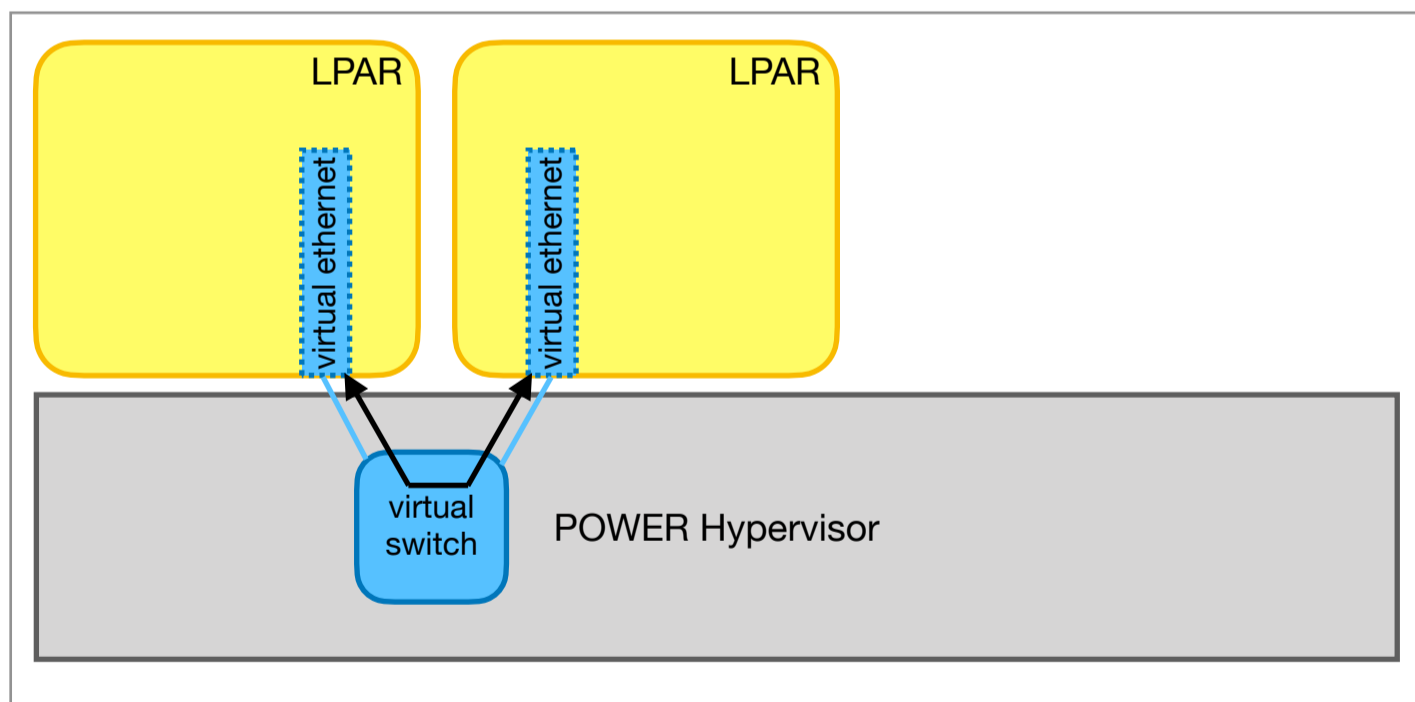 LPAR
LPAR
virtual ethernet
virtual ethernet
virtual
switch
POWER Hypervisor